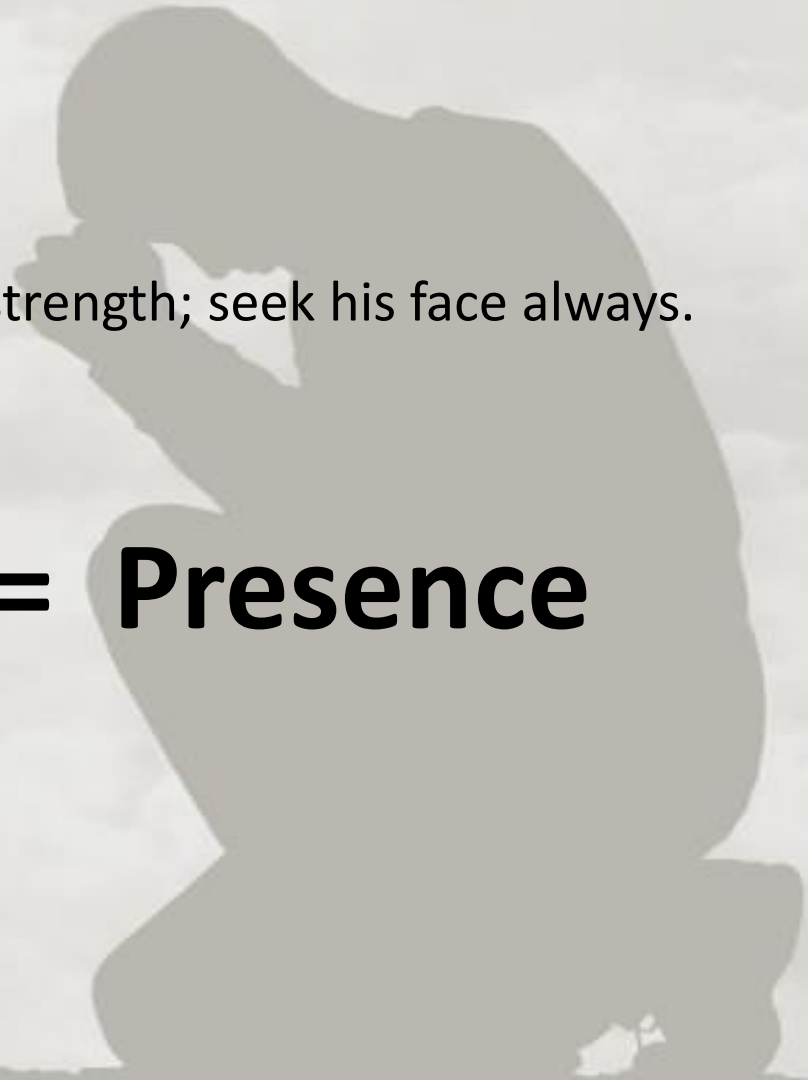 trength; seek his face always.
= Presence